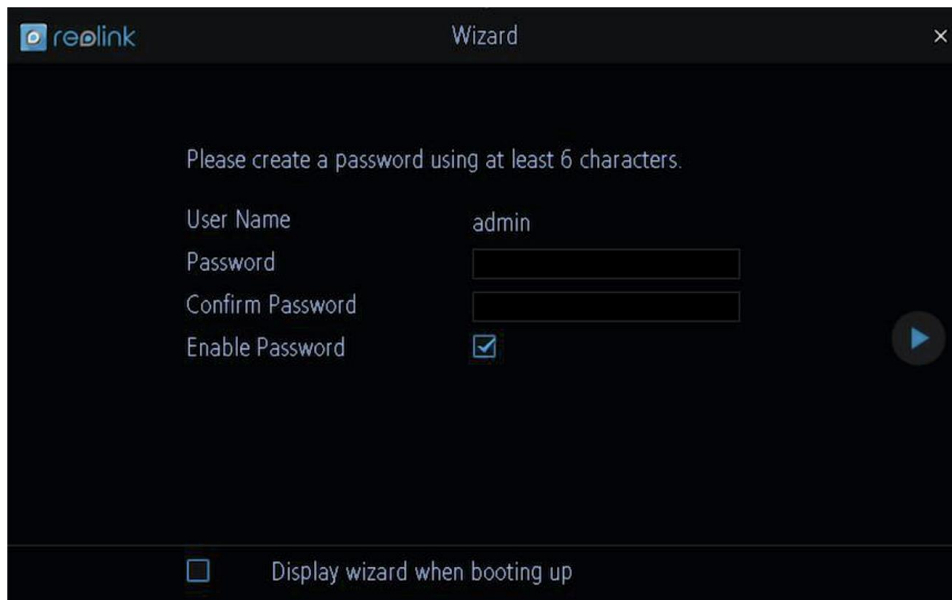 reolink
Wizard
Please create a password using at least 6 characters.
User Name admin
Password
Confirm Password
Enable Password
Display wizard when booting up